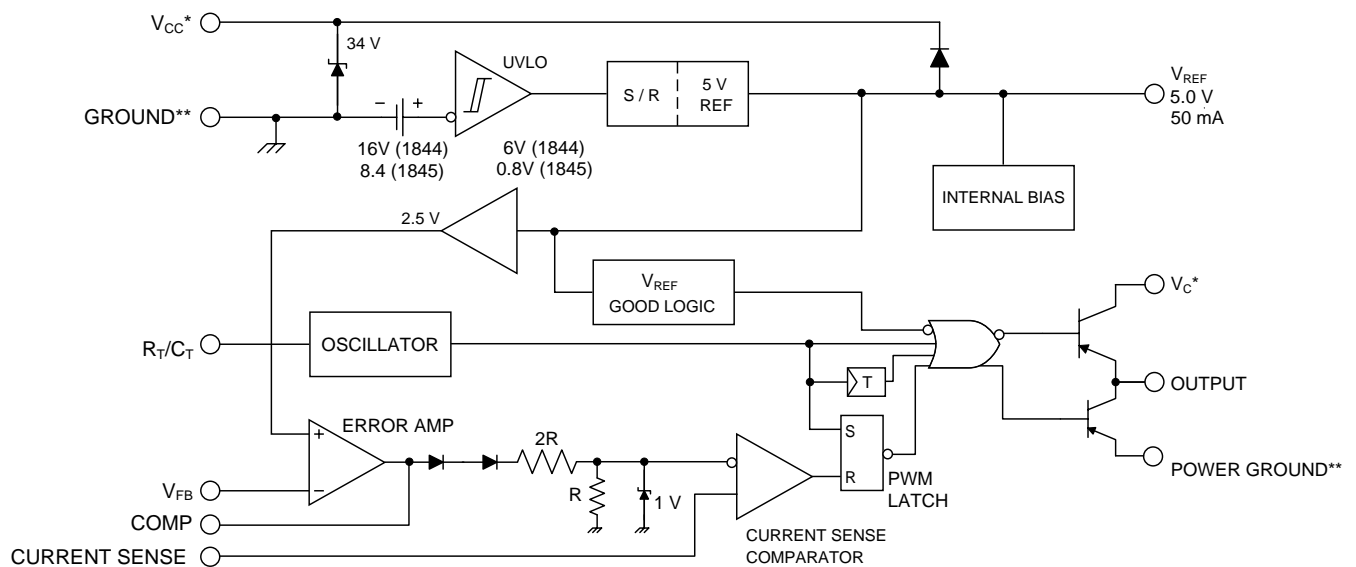 VCC*
34 V
UVLO
S / R
5 V
REF
VREF
5.0 V
50 mA
GROUND**
− +
16V (1844)
8.4 (1845)
6V (1844)
0.8V (1845)
INTERNAL BIAS
2.5 V
VREF
GOOD LOGIC
VC*
RT/CT
OSCILLATOR
T
OUTPUT
ERROR AMP
+
−
2R
R
1 V
S
R
PWM
LATCH
POWER GROUND**
VFB
COMP
CURRENT SENSE
CURRENT SENSE
COMPARATOR